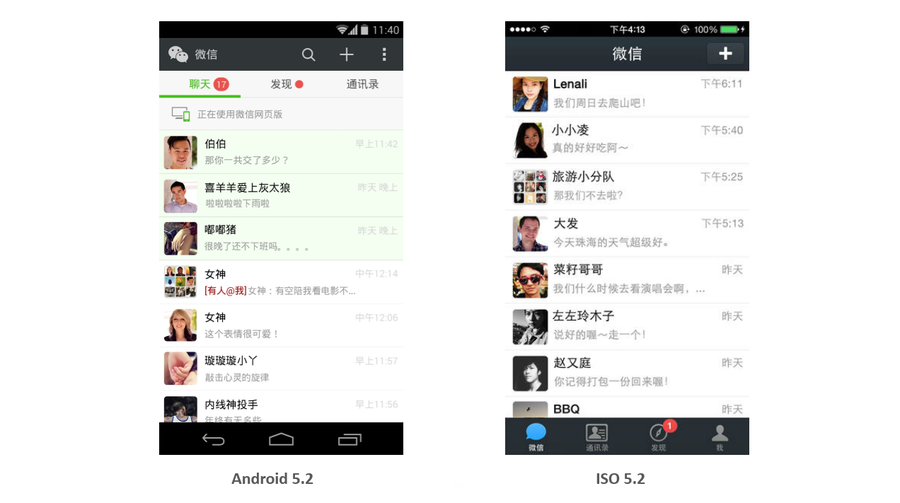 11:40
微信
聊天 17
发现
通讯录
正在使用微信网页版
伯伯 早上11:42
那你一共交了多少？
喜羊羊爱上灰太狼 昨天 晚上
啦啦啦啦下雨啦
嘟嘟猪 昨天 晚上
很晚了还不下班吗。。。。
女神 中午12:14
[有人@我]女神：有空陪我看电影不...
女神 中午12:06
这个表情很可爱！
璇璇璇小丫 早上11:57
敲击心灵的旋律
内线神投手 早上11:56
年终有天多些
Android 5.2
下午4:13 100%
微信
Lenali 下午6:11
我们周日去爬山吧！
小小凌 下午5:40
真的好好吃阿～
旅游小分队 下午5:25
那我们不去啦?
大发 下午5:13
今天珠海的天气超级好。
菜籽哥哥 昨天
我们什么时候去看演唱会啊，...
左左玲木子 昨天
说好的喔～走一个！
赵又庭 昨天
你记得打包一份回来喔！
BBQ 昨天
微信
通讯录
发现 1
我
ISO 5.2